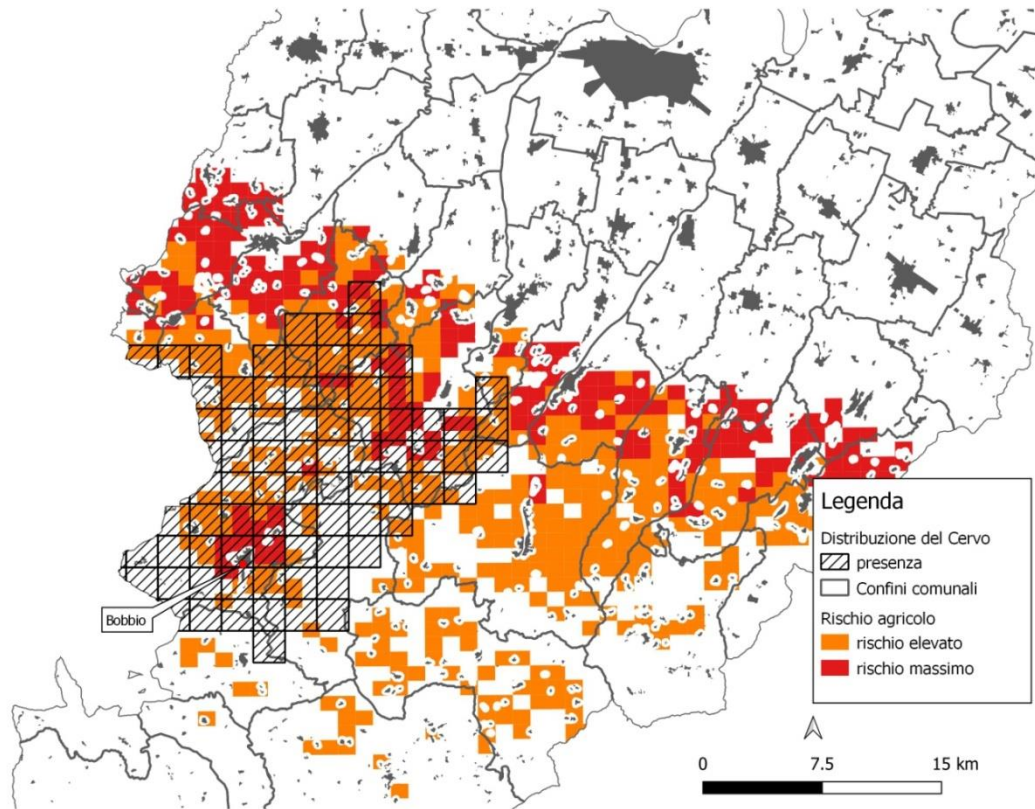 Bobbio
Legenda
Distribuzione del Cervo
presenza
Confini comunali
Rischio agricolo
rischio elevato
rischio massimo
0 7.5 15 km